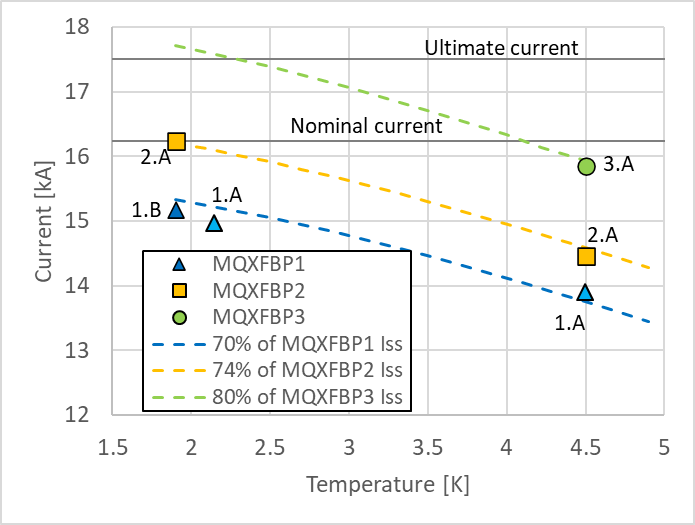 18
17
16
15
14
13
12
Current [kA]
Ultimate current
Nominal current
2.A
3.A
1.B
1.A
2.A
1.A
MQXFBP1
MQXFBP2
MQXFBP3
70% of MQXFBP1 Iss
74% of MQXFBP2 Iss
80% of MQXFBP3 Iss
1.5 2 2.5 3 3.5 4 4.5 5
Temperature [K]